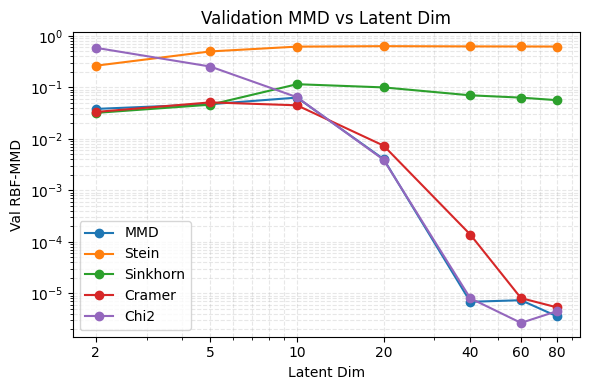 Validation MMD vs Latent Dim
Val RBF-MMD
10⁰
10⁻¹
10⁻²
10⁻³
10⁻⁴
10⁻⁵
MMD
Stein
Sinkhorn
Cramer
Chi2
2 5 10 20 40 60 80
Latent Dim